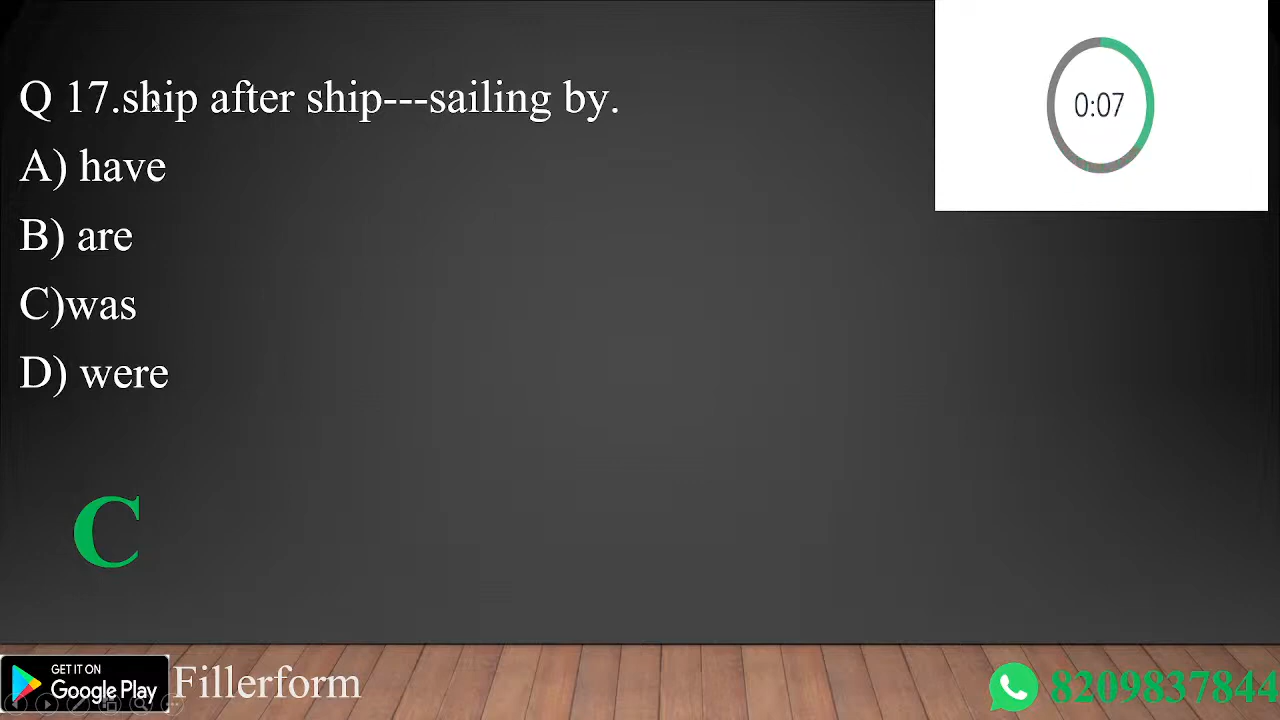 Q 17.ship after ship---sailing by.
0:07
A) have
B) are
C)was
D) were
C
GET IT ON
Google Play
Fillerform
8209837844